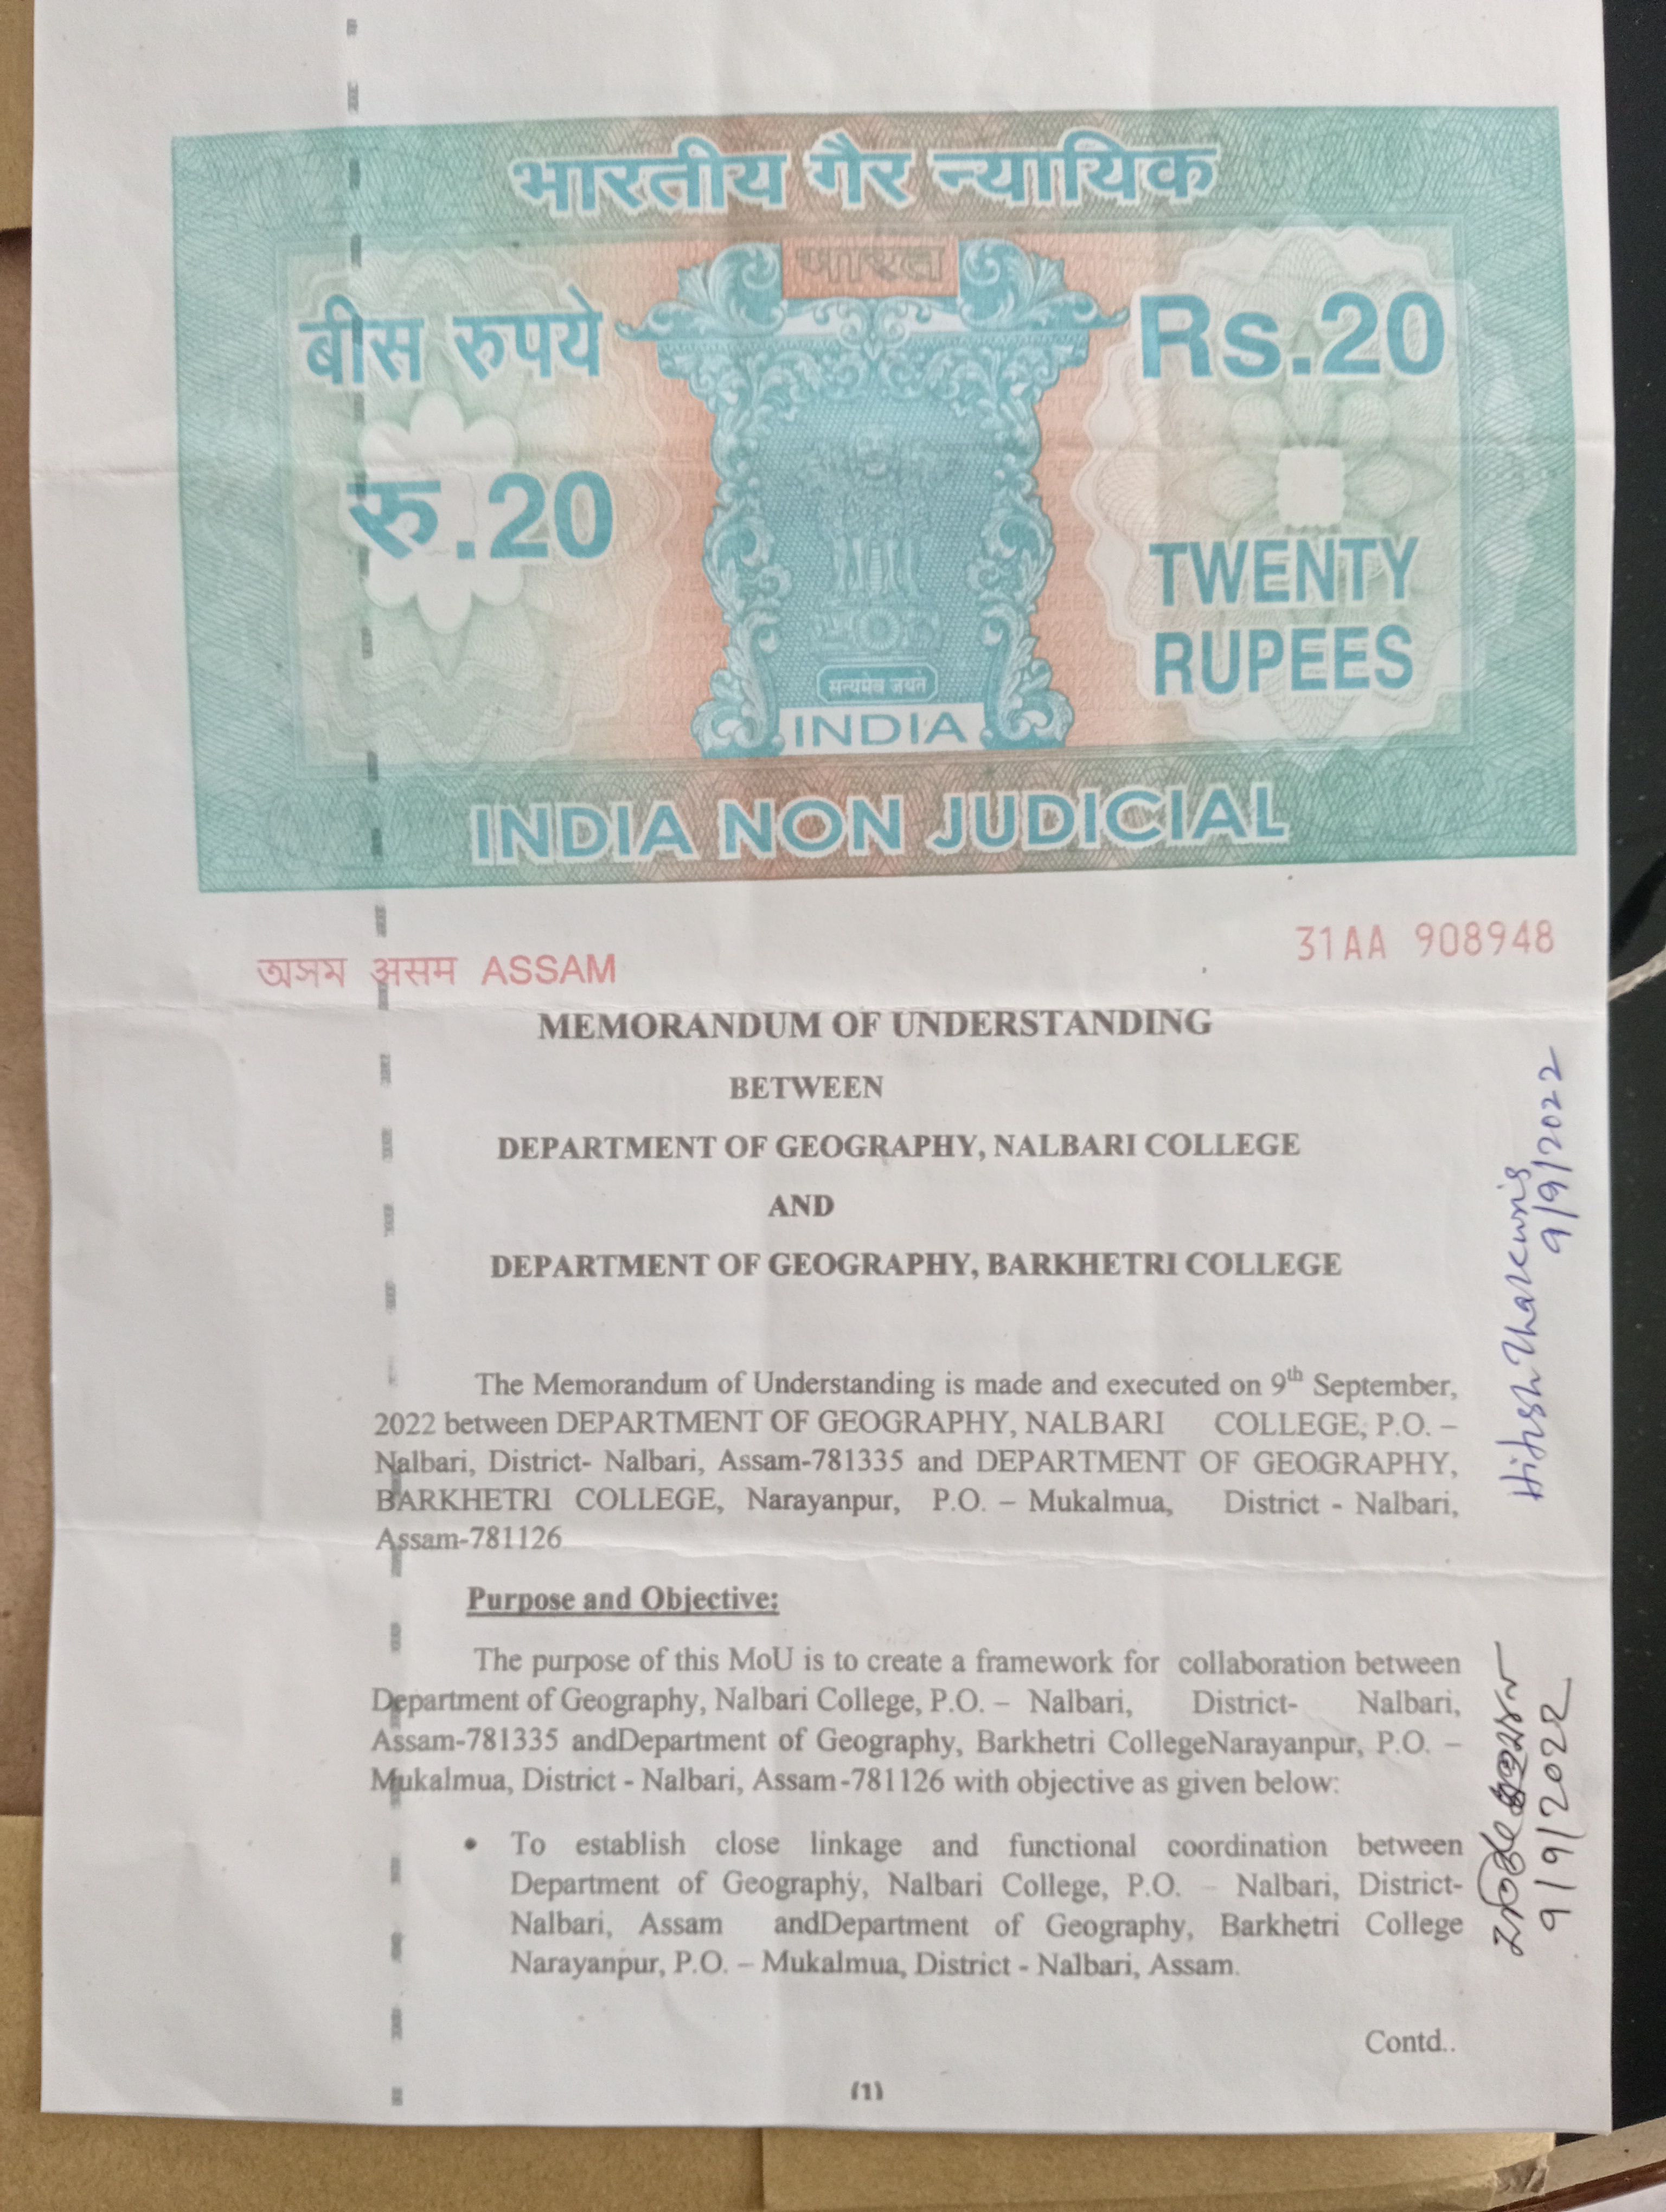 भारतीय गैर न्यायिक
भारत
बीस रुपये
Rs.20
रु.20
TWENTY
RUPEES
सत्यमेव जयते
INDIA
INDIA NON JUDICIAL
অসম असम ASSAM
31AA 908948
MEMORANDUM OF UNDERSTANDING
BETWEEN
DEPARTMENT OF GEOGRAPHY, NALBARI COLLEGE
AND
DEPARTMENT OF GEOGRAPHY, BARKHETRI COLLEGE
The Memorandum of Understanding is made and executed on 9th September,
2022 between DEPARTMENT OF GEOGRAPHY, NALBARI COLLEGE, P.O. –
Nalbari, District- Nalbari, Assam-781335 and DEPARTMENT OF GEOGRAPHY,
BARKHETRI COLLEGE, Narayanpur, P.O. – Mukalmua, District - Nalbari,
Assam-781126
Purpose and Objective:
The purpose of this MoU is to create a framework for collaboration between
Department of Geography, Nalbari College, P.O. – Nalbari, District- Nalbari,
Assam-781335 andDepartment of Geography, Barkhetri CollegeNarayanpur, P.O. –
Mukalmua, District - Nalbari, Assam-781126 with objective as given below:
• To establish close linkage and functional coordination between
Department of Geography, Nalbari College, P.O. – Nalbari, District-
Nalbari, Assam andDepartment of Geography, Barkhetri College
Narayanpur, P.O. – Mukalmua, District - Nalbari, Assam.
Contd..
(1)
9/9/2022
9/9/2022